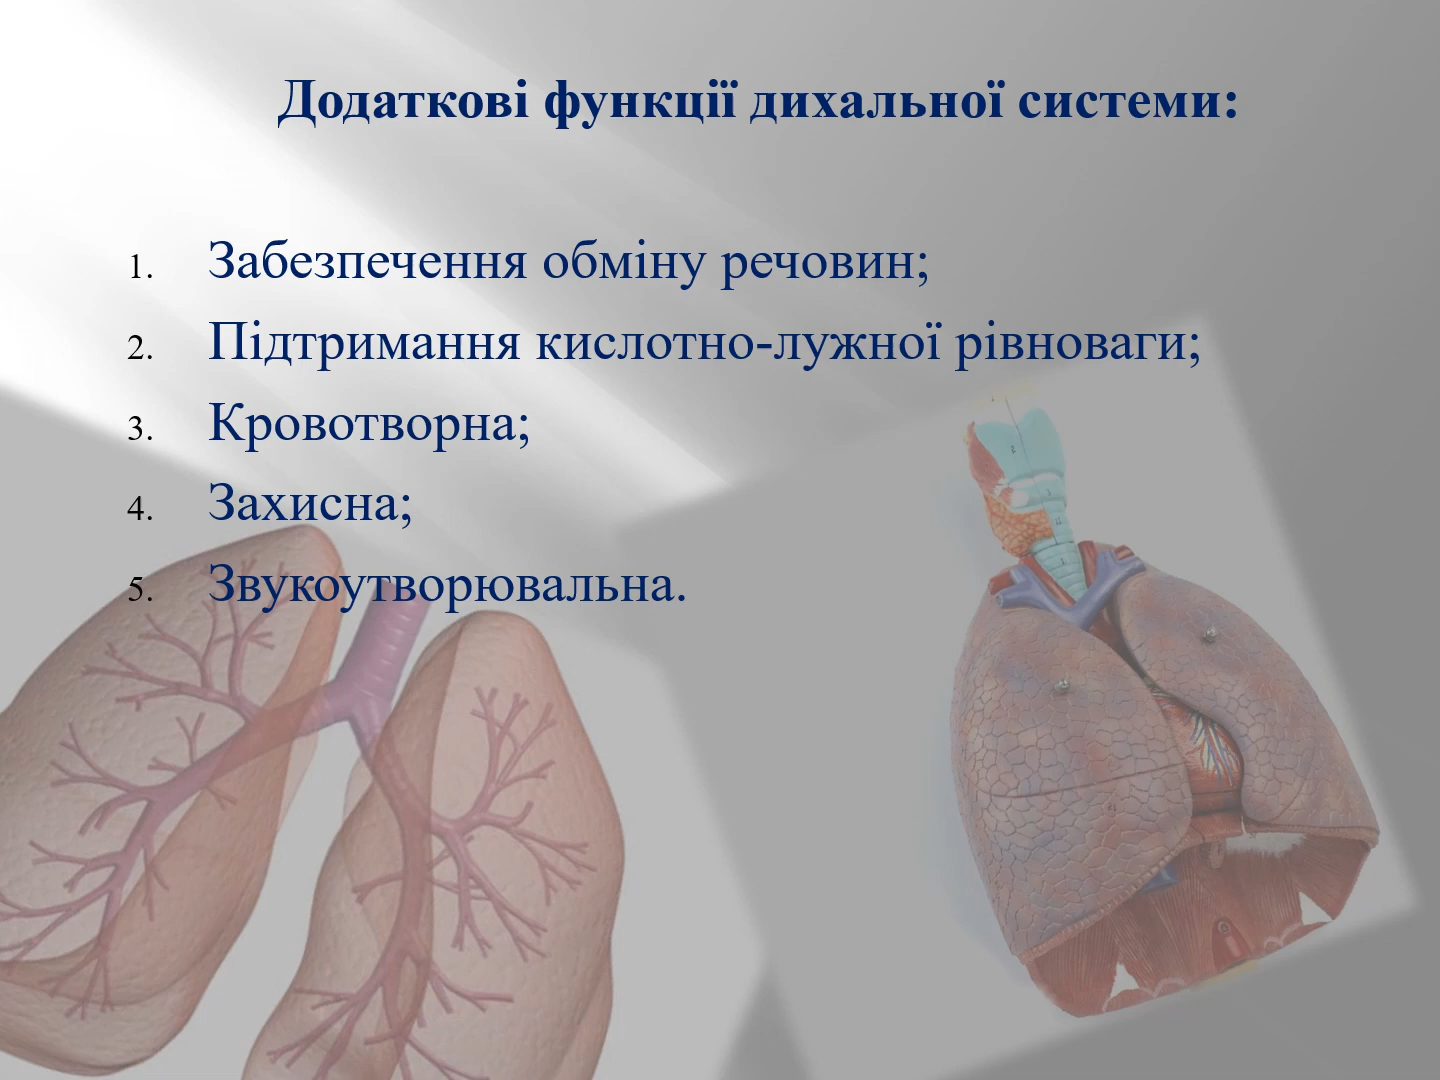 Додаткові функції дихальної системи:
1. Забезпечення обміну речовин;
2. Підтримання кислотно-лужної рівноваги;
3. Кровотворна;
4. Захисна;
5. Звукоутворювальна.